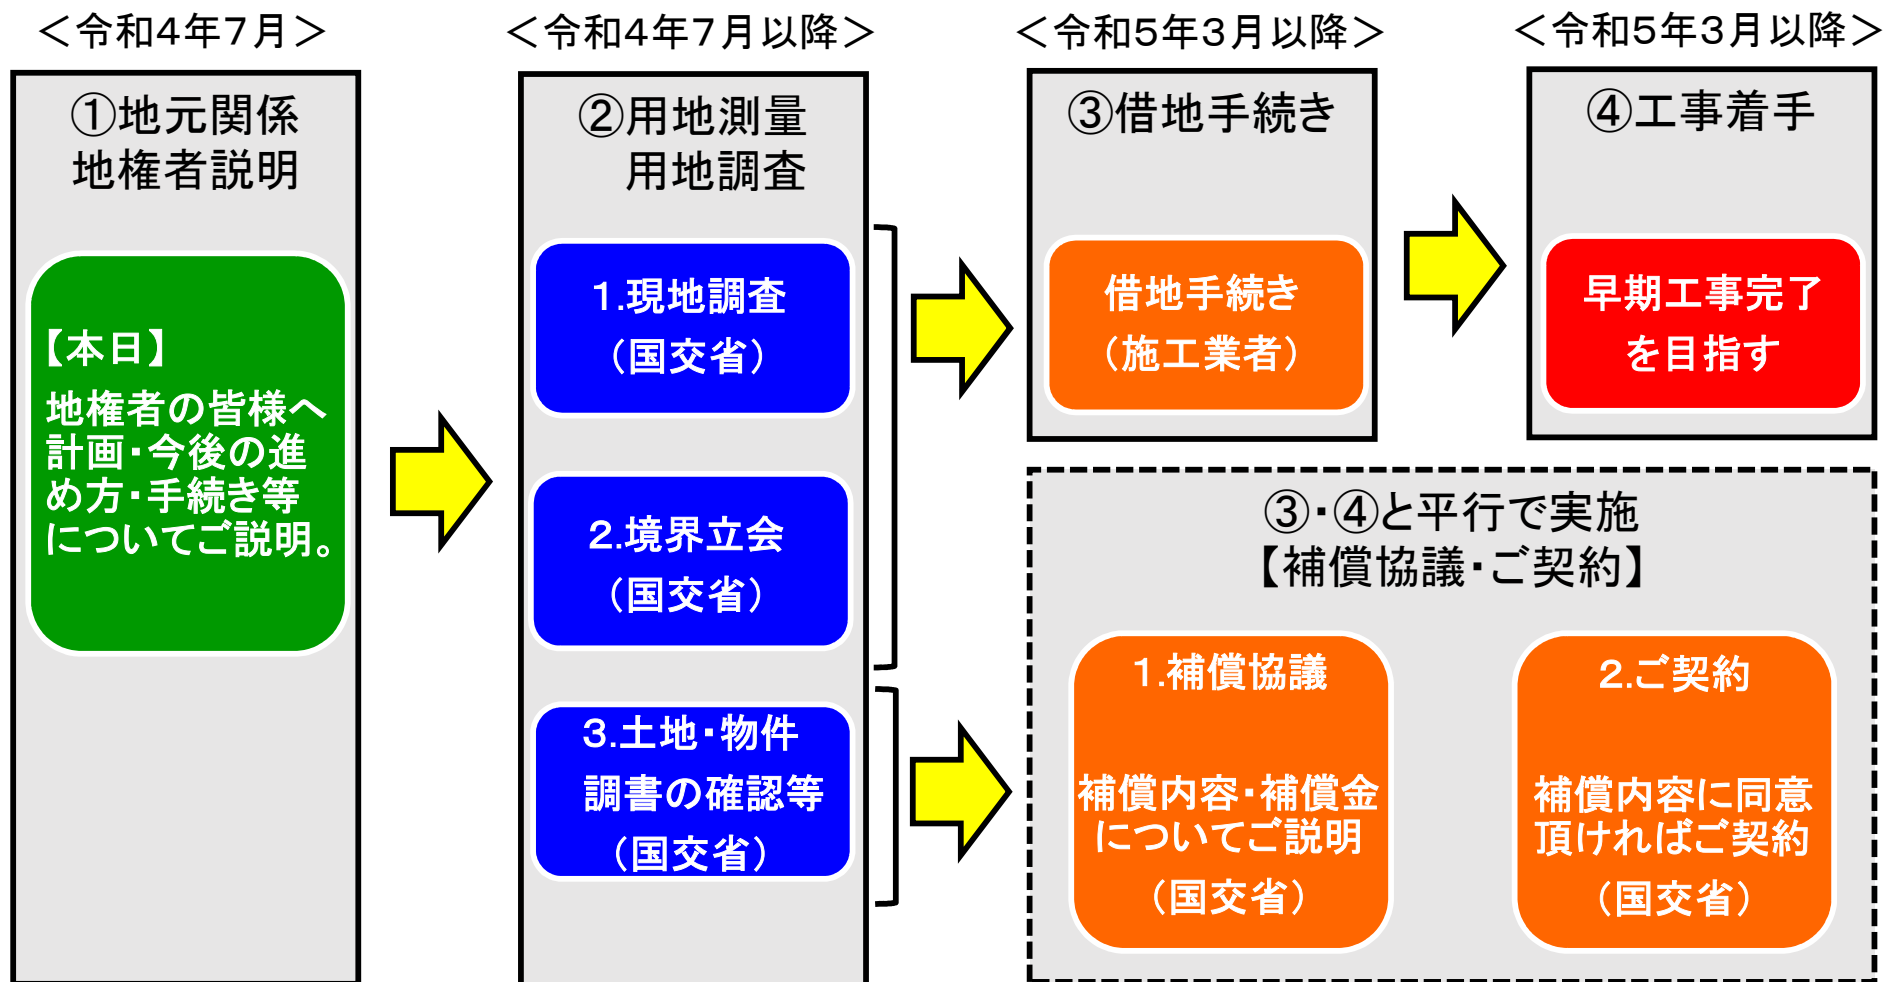 ＜令和4年7月＞
①地元関係
地権者説明
【本日】
地権者の皆様へ
計画・今後の進
め方・手続き等
についてご説明。
＜令和4年7月以降＞
②用地測量
用地調査
1.現地調査
（国交省）
2.境界立会
（国交省）
3.土地・物件
調書の確認等
（国交省）
＜令和5年3月以降＞
③借地手続き
借地手続き
（施工業者）
＜令和5年3月以降＞
④工事着手
早期工事完了
を目指す
③・④と平行で実施
【補償協議・ご契約】
1.補償協議
補償内容・補償金
についてご説明
（国交省）
2.ご契約
補償内容に同意
頂ければご契約
（国交省）